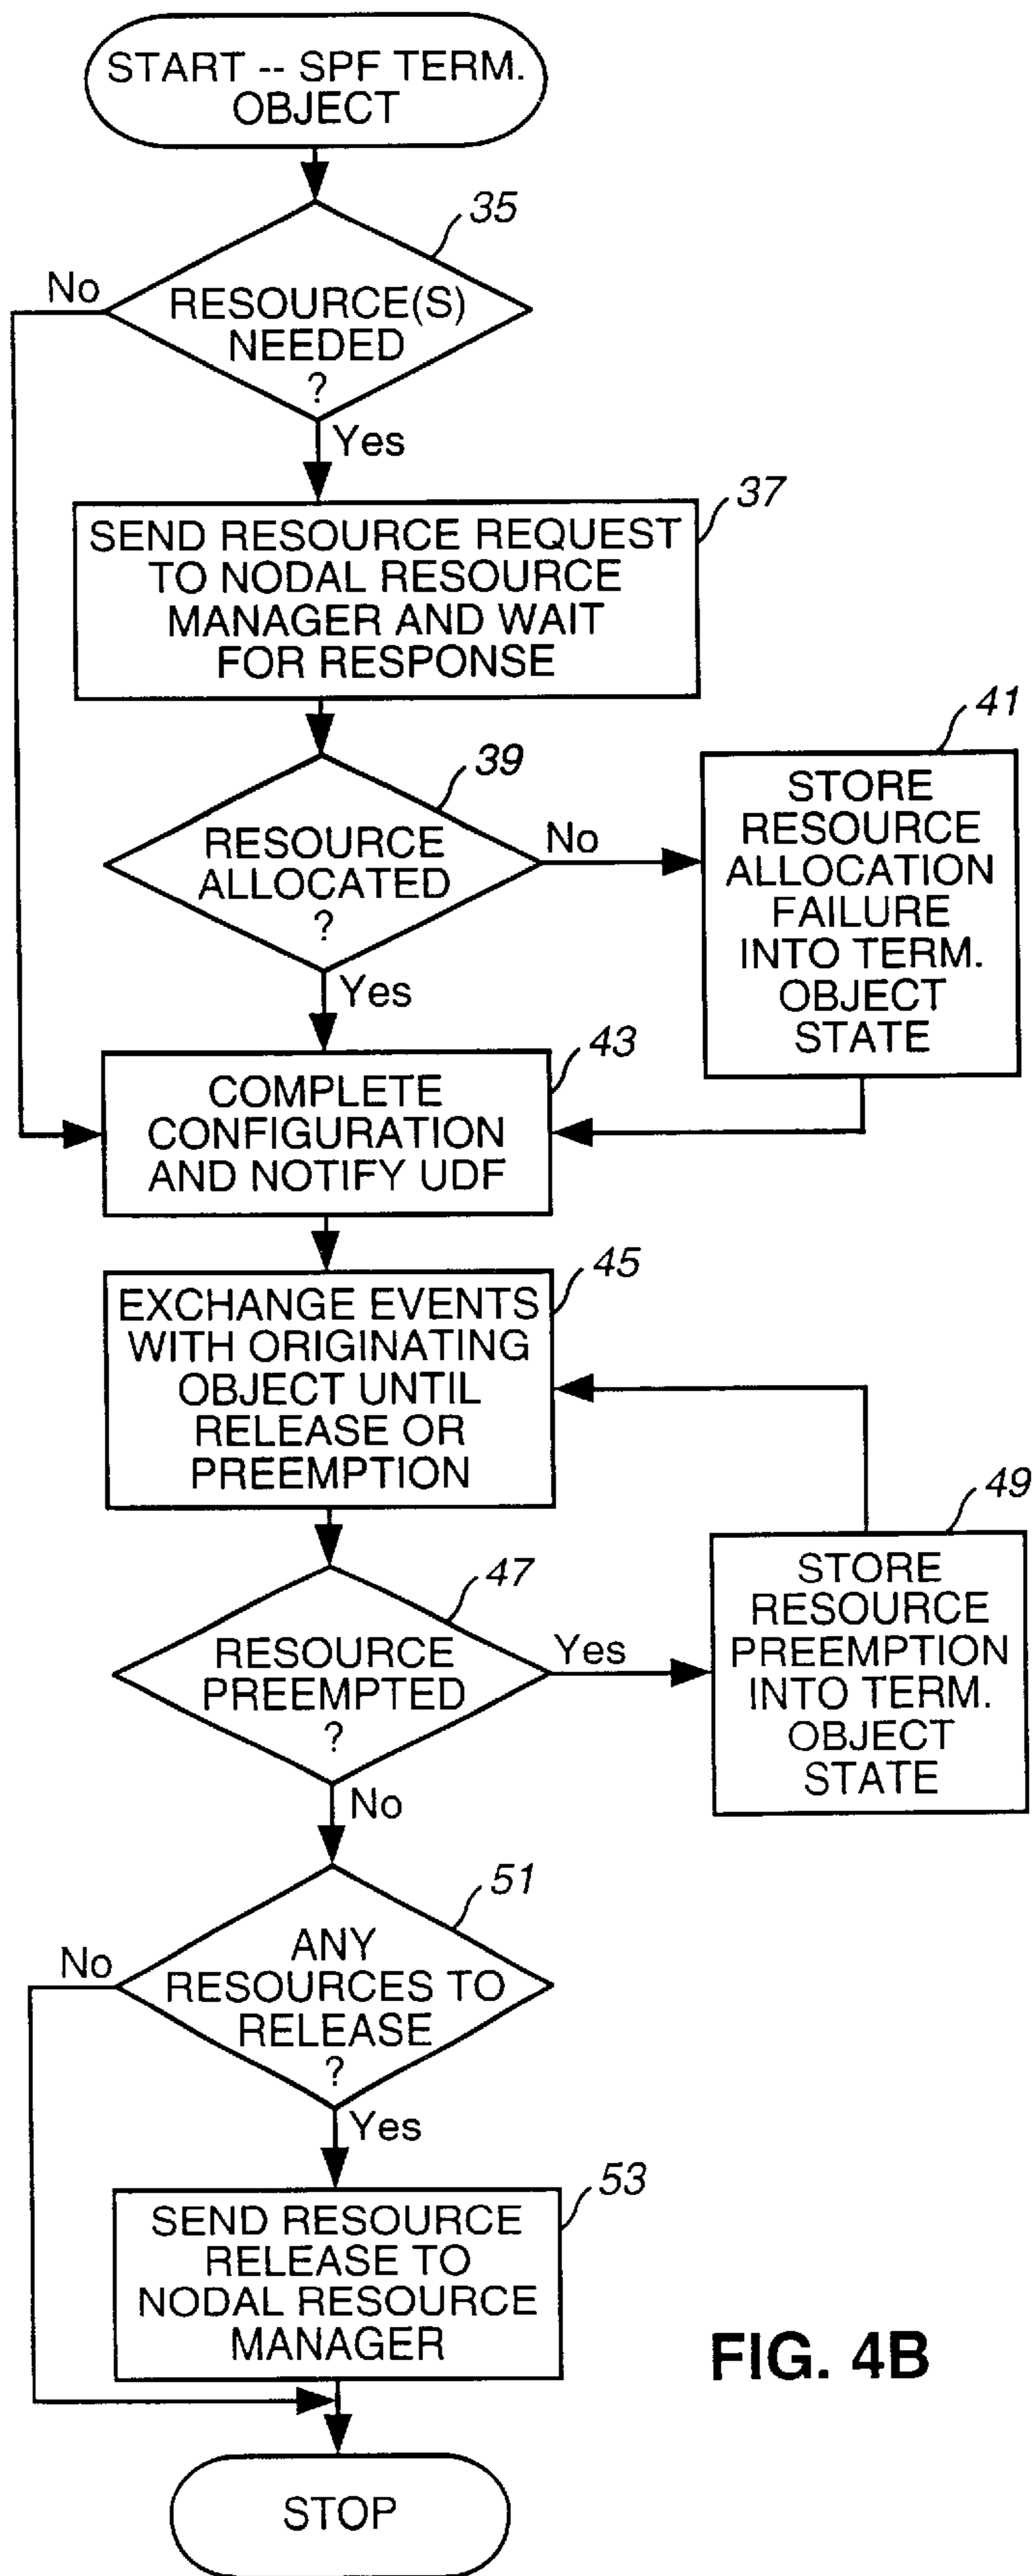 START -- SPF TERM.
OBJECT
35
No
RESOURCE(S)
NEEDED
?
Yes
37
SEND RESOURCE REQUEST
TO NODAL RESOURCE
MANAGER AND WAIT
FOR RESPONSE
39
RESOURCE
ALLOCATED
?
No
41
STORE
RESOURCE
ALLOCATION
FAILURE
INTO TERM.
OBJECT
STATE
Yes
43
COMPLETE
CONFIGURATION
AND NOTIFY UDF
45
EXCHANGE EVENTS
WITH ORIGINATING
OBJECT UNTIL
RELEASE OR
PREEMPTION
47
RESOURCE
PREEMPTED
?
Yes
49
STORE
RESOURCE
PREEMPTION
INTO TERM.
OBJECT
STATE
No
51
No
ANY
RESOURCES TO
RELEASE
?
Yes
53
SEND RESOURCE
RELEASE TO
NODAL RESOURCE
MANAGER
FIG. 4B
STOP